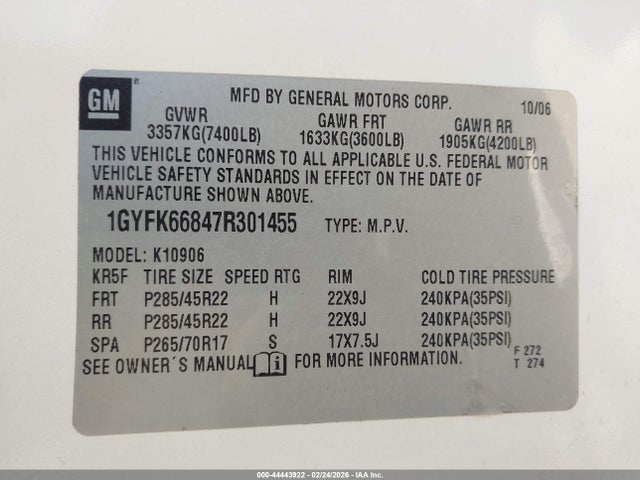 GM
MFD BY GENERAL MOTORS CORP. 10/06
GVWR GAWR FRT GAWR RR
3357KG(7400LB) 1633KG(3600LB) 1905KG(4200LB)
THIS VEHICLE CONFORMS TO ALL APPLICABLE U.S. FEDERAL MOTOR
VEHICLE SAFETY STANDARDS IN EFFECT ON THE DATE OF
MANUFACTURE SHOWN ABOVE.
1GYFK66847R301455 TYPE: M.P.V.
MODEL: K10906
KR5F TIRE SIZE SPEED RTG RIM COLD TIRE PRESSURE
FRT P285/45R22 H 22X9J 240KPA(35PSI)
RR P285/45R22 H 22X9J 240KPA(35PSI)
SPA P265/70R17 S 17X7.5J 240KPA(35PSI)
SEE OWNER´S MANUAL FOR MORE INFORMATION.
F 272
T 274
000-44443922 - 02/24/2026 - IAA Inc.